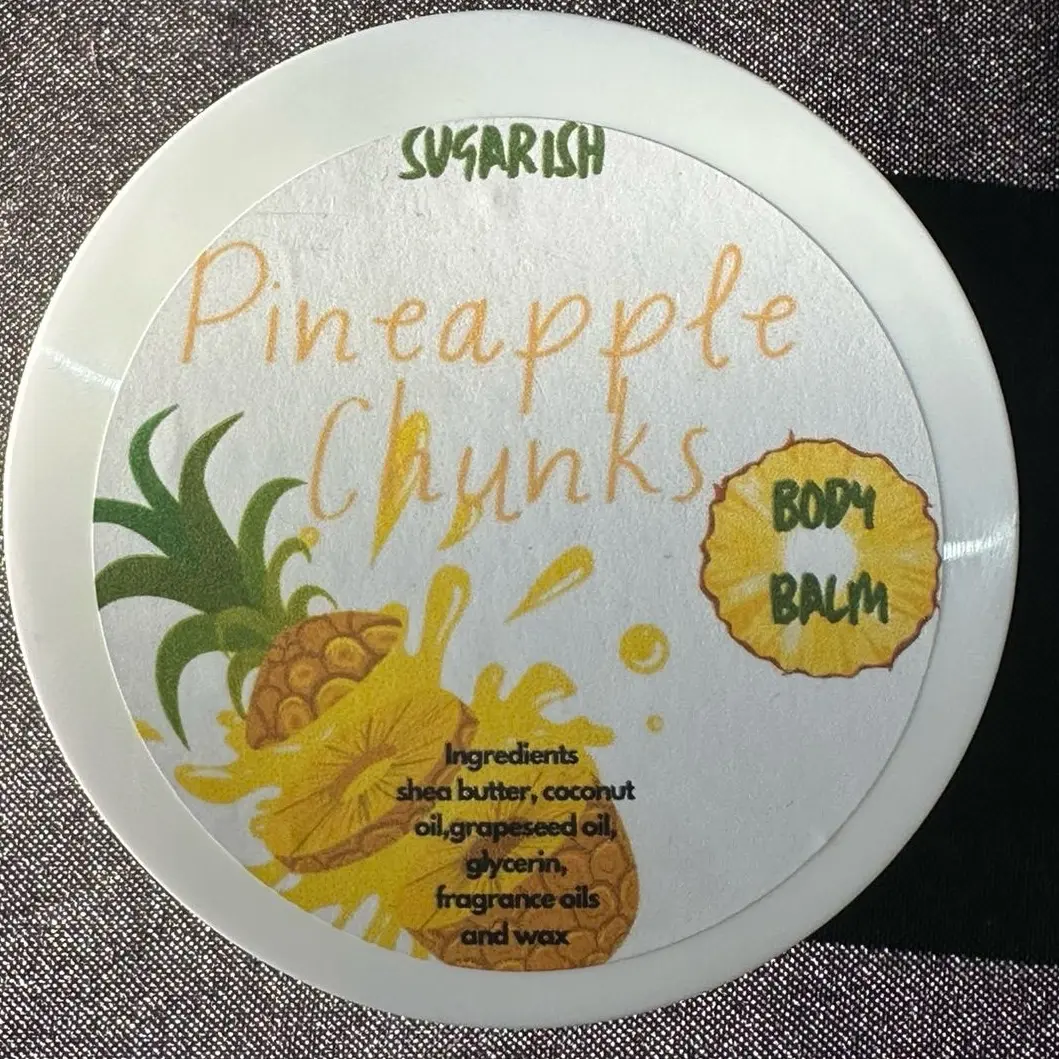 SUGARISH
Pineapple
Chunks
BODY
BALM
Ingredients
shea butter, coconut
oil,grapeseed oil,
glycerin,
fragrance oils
and wax